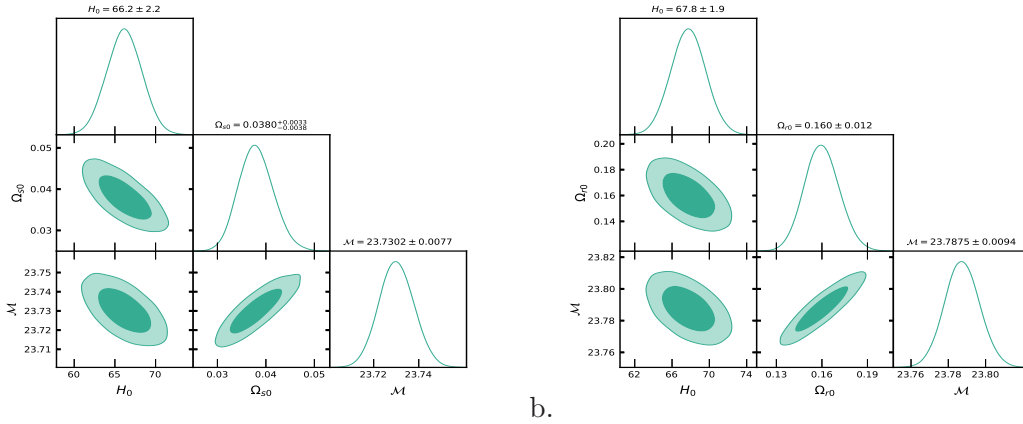 H₀ = 66.2 ± 2.2
Ωₛ₀ = 0.0380 +0.0033 −0.0038
0.05
0.04
0.03
Ωₛ₀
ℳ = 23.7302 ± 0.0077
23.75
23.74
23.73
23.72
23.71
ℳ
60 65 70
0.03 0.04 0.05
23.72 23.74
H₀ Ωₛ₀ ℳ
b.
H₀ = 67.8 ± 1.9
Ωᵣ₀ = 0.160 ± 0.012
0.20
0.18
0.16
0.14
Ωᵣ₀
ℳ = 23.7875 ± 0.0094
23.82
23.80
23.78
23.76
ℳ
62 66 70 74
0.13 0.16 0.19
23.76 23.78 23.80
H₀ Ωᵣ₀ ℳ